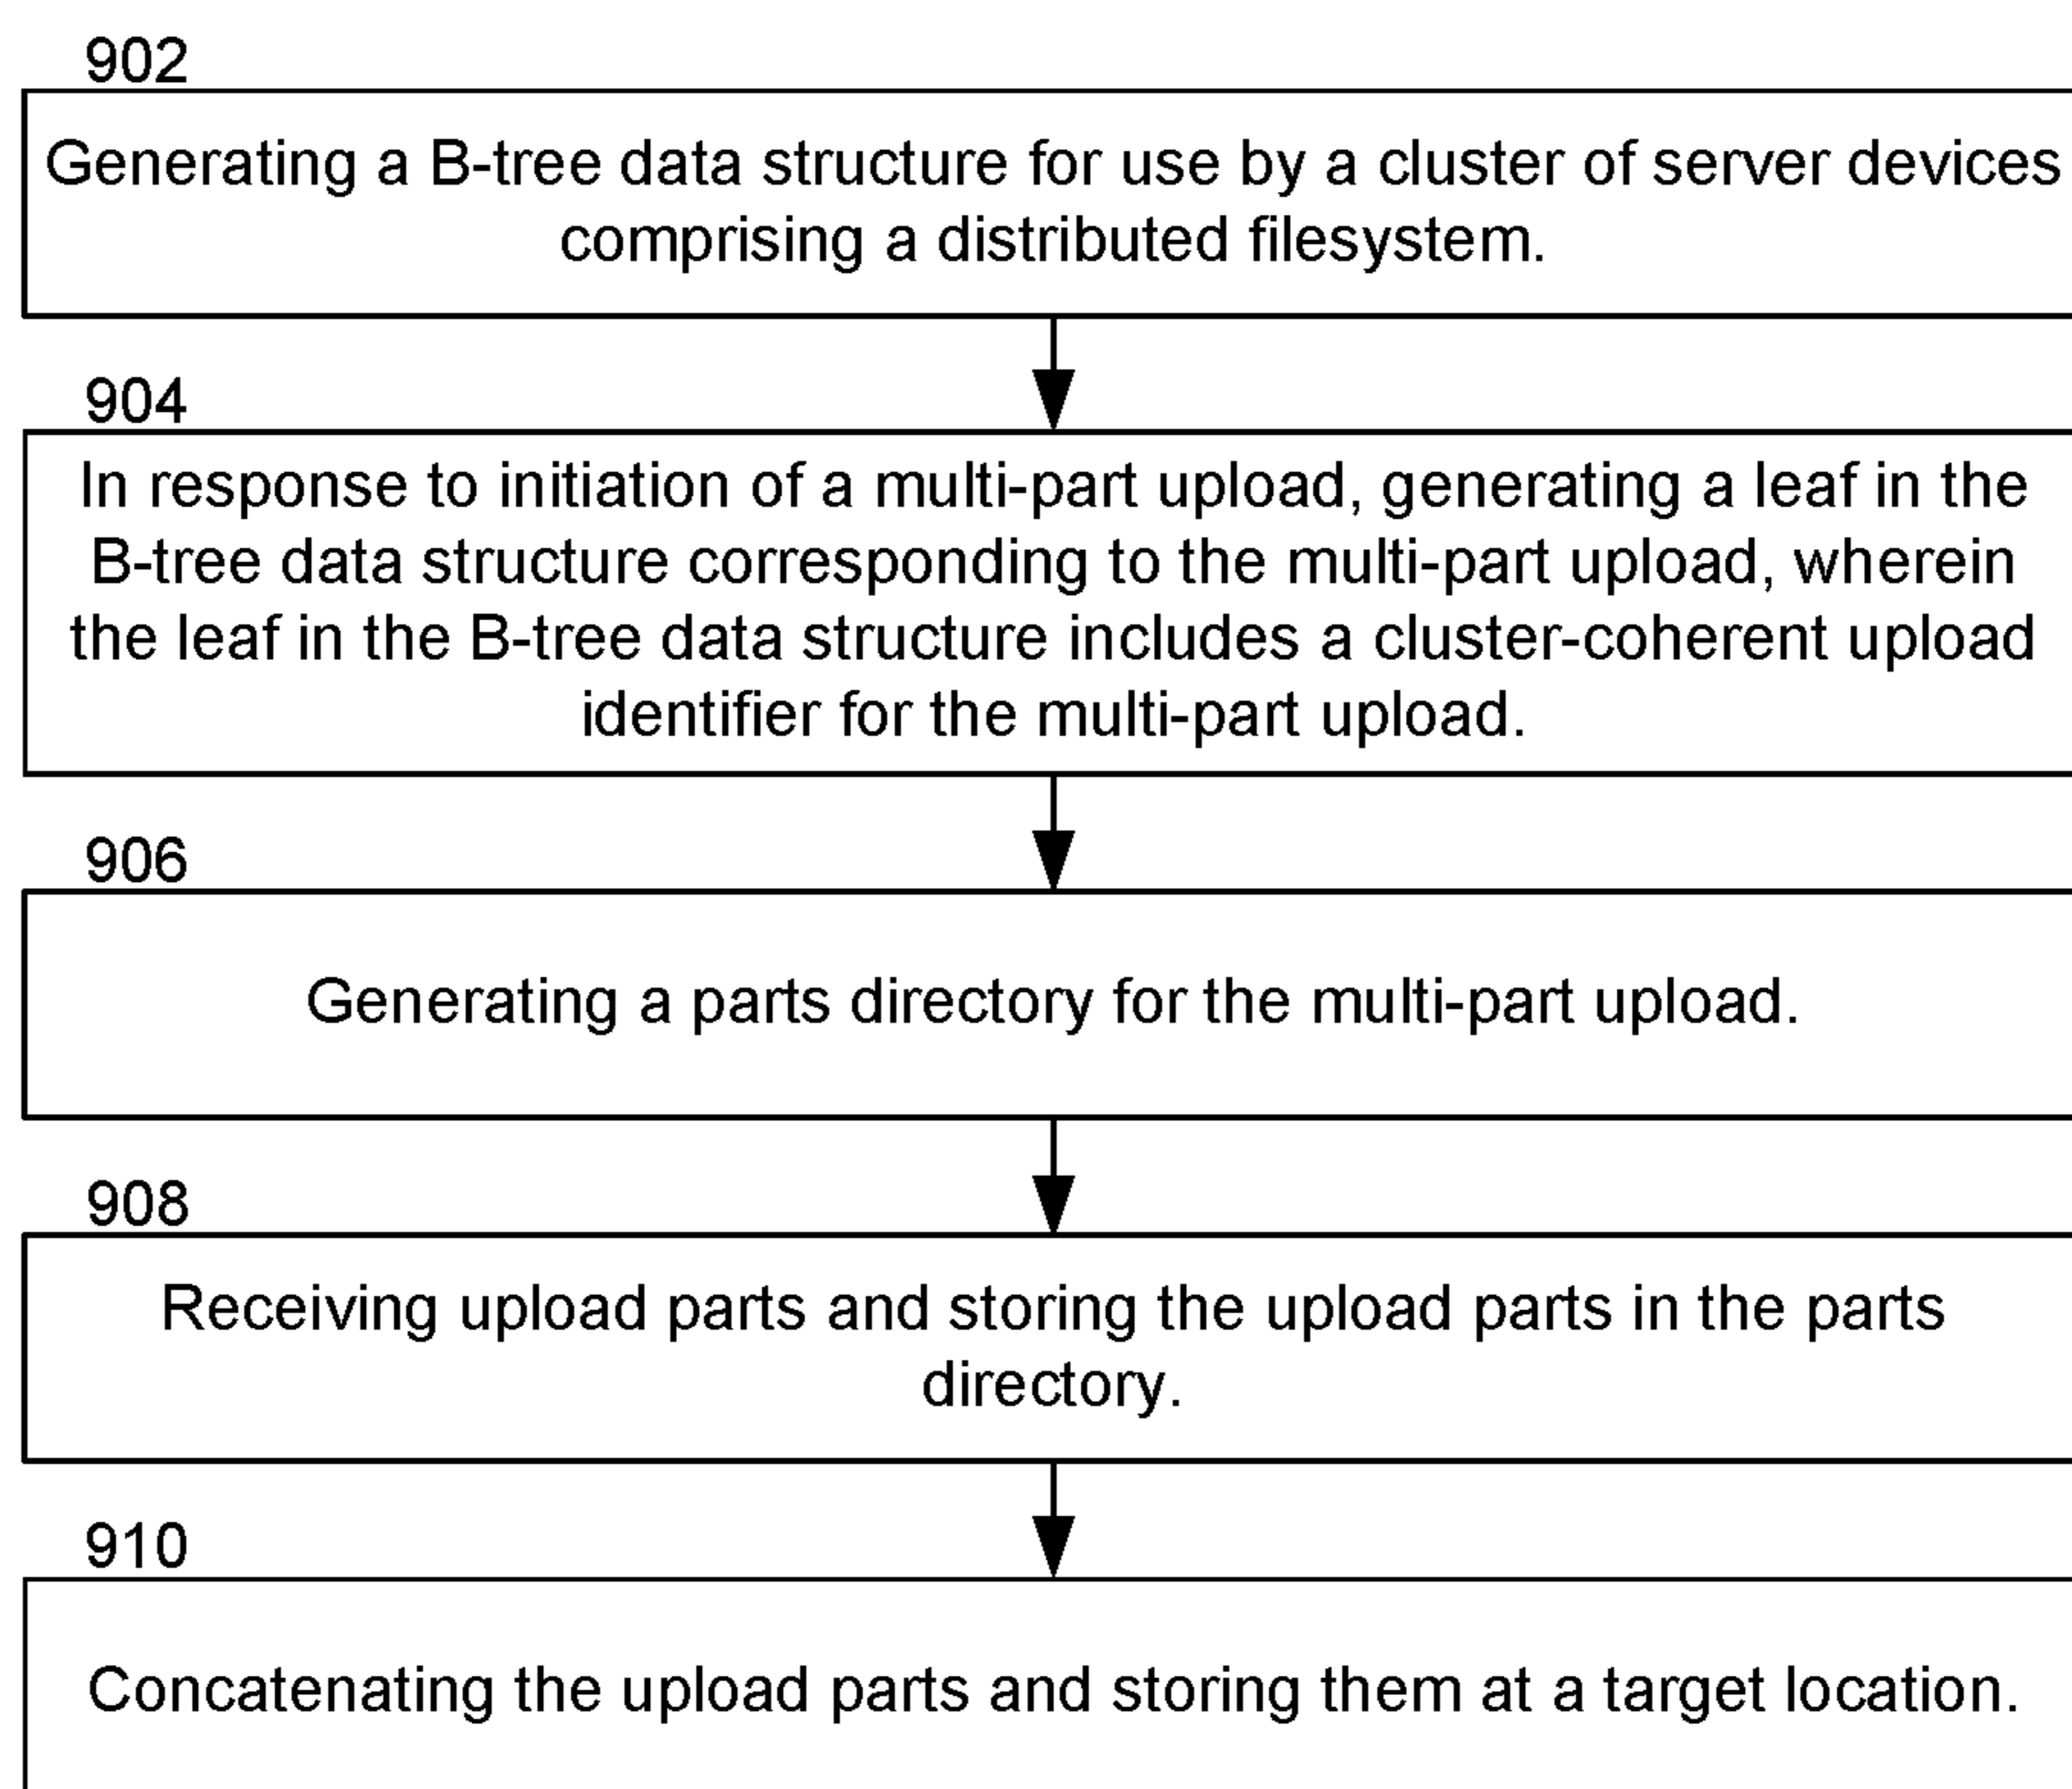 902
Generating a B-tree data structure for use by a cluster of server devices
comprising a distributed filesystem.
904
In response to initiation of a multi-part upload, generating a leaf in the
B-tree data structure corresponding to the multi-part upload, wherein
the leaf in the B-tree data structure includes a cluster-coherent upload
identifier for the multi-part upload.
906
Generating a parts directory for the multi-part upload.
908
Receiving upload parts and storing the upload parts in the parts
directory.
910
Concatenating the upload parts and storing them at a target location.